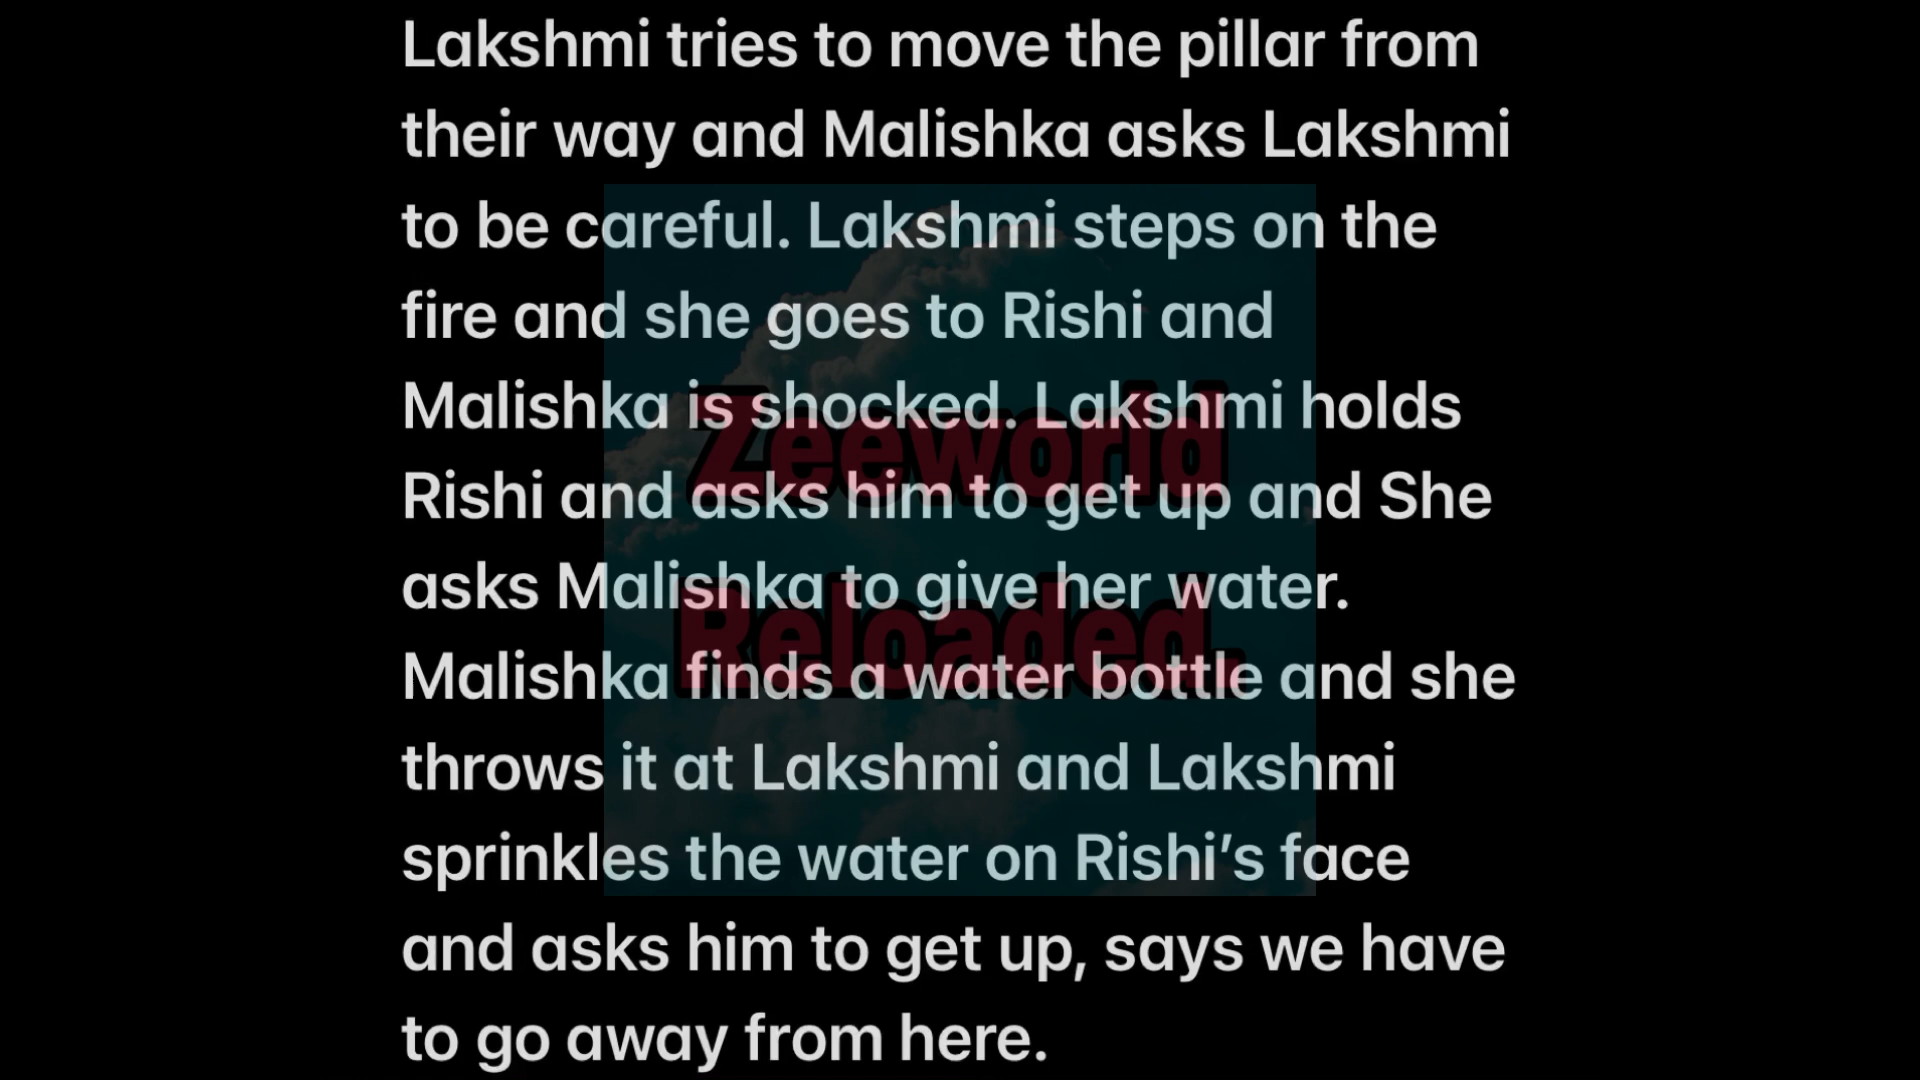 Lakshmi tries to move the pillar from
their way and Malishka asks Lakshmi
to be careful. Lakshmi steps on the
fire and she goes to Rishi and
Malishka is shocked. Lakshmi holds
Rishi and asks him to get up and She
asks Malishka to give her water.
Malishka finds a water bottle and she
throws it at Lakshmi and Lakshmi
sprinkles the water on Rishi’s face
and asks him to get up, says we have
to go away from here.
Zeeworld
Reloaded.